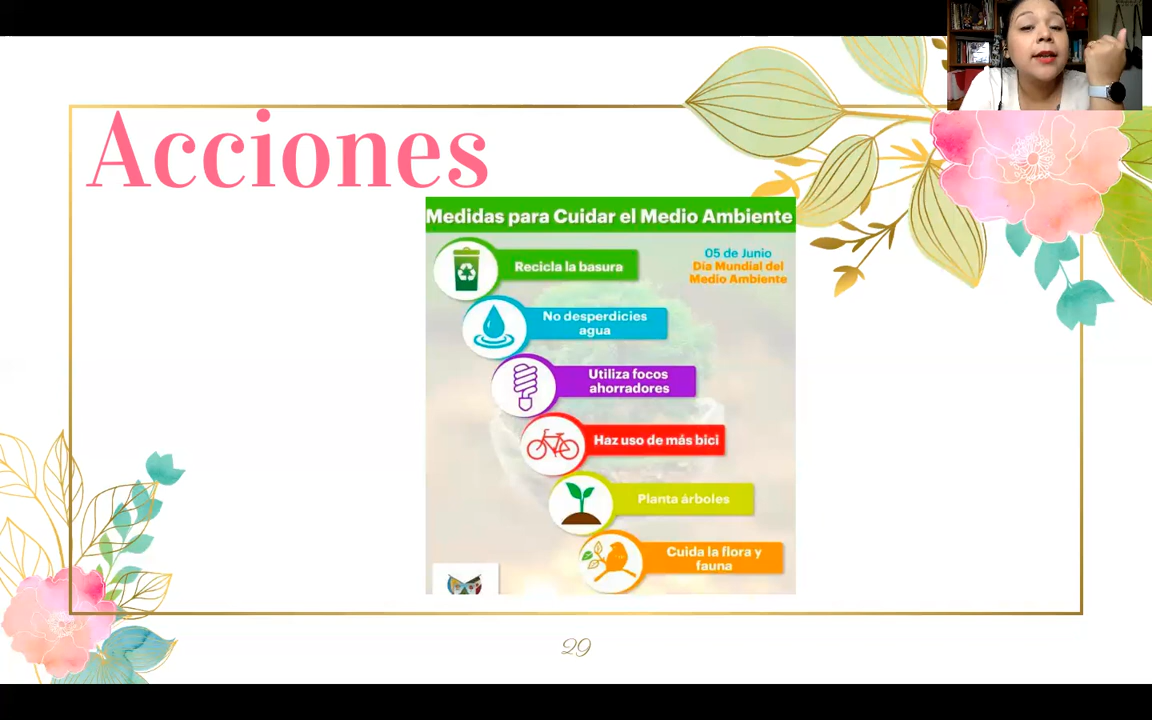 Acciones
Medidas para Cuidar el Medio Ambiente
05 de Junio
Día Mundial del
Medio Ambiente
Recicla la basura
No desperdicies
agua
Utiliza focos
ahorradores
Haz uso de más bici
Planta árboles
Cuida la flora y
fauna
29